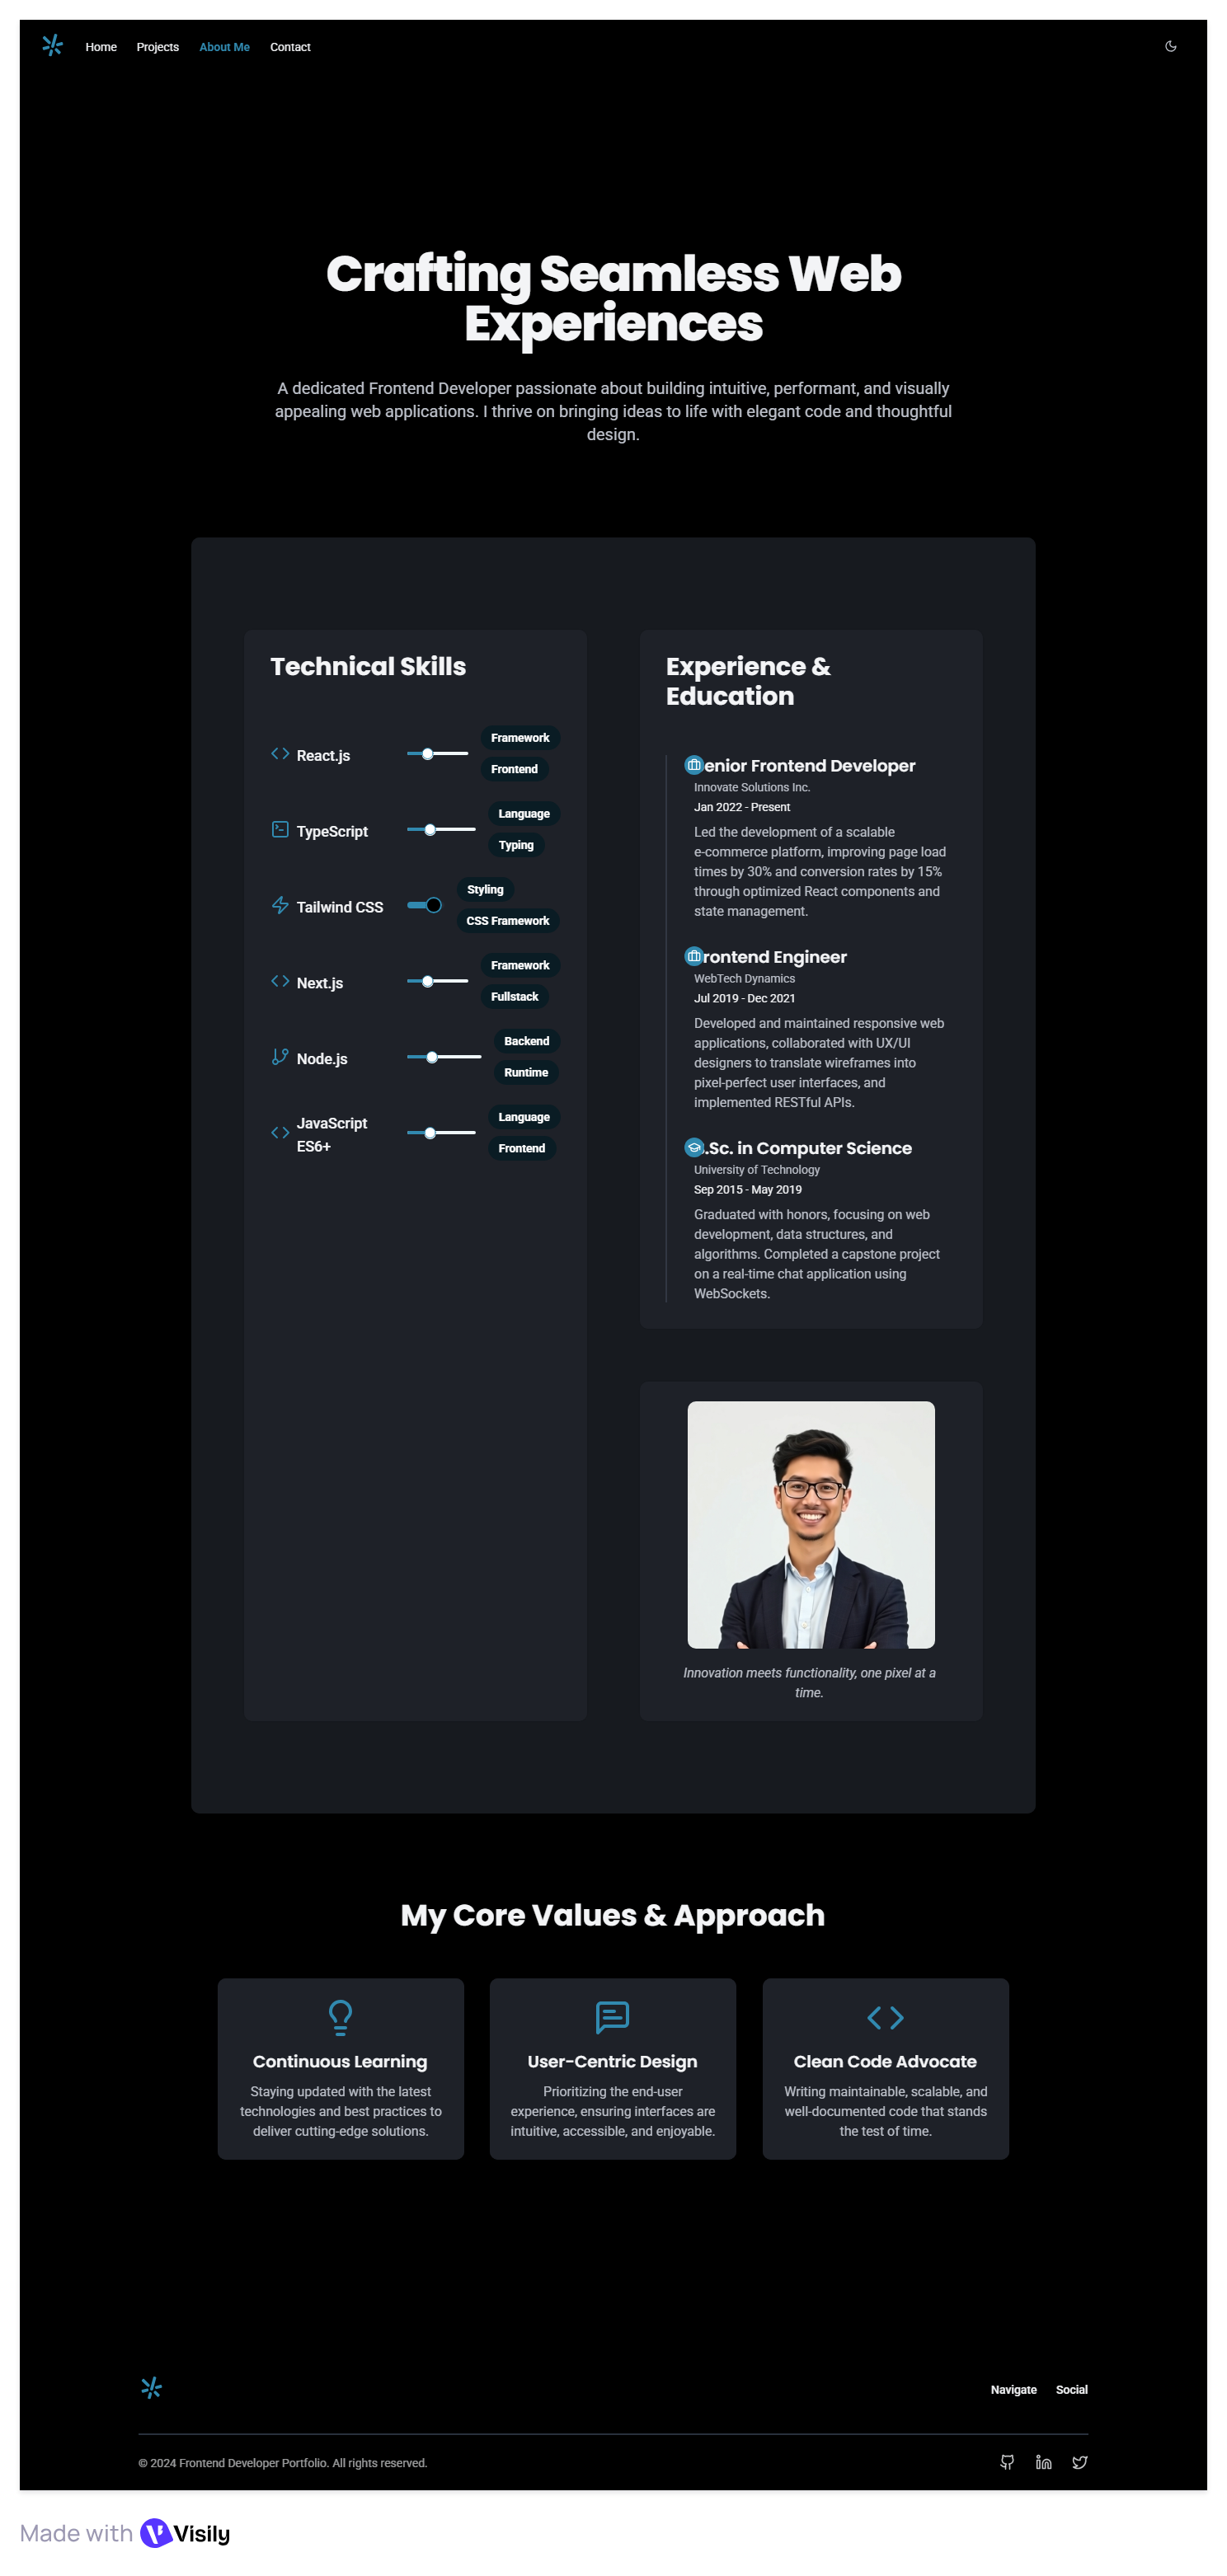 Home Projects About Me Contact
Crafting Seamless Web
Experiences
A dedicated Frontend Developer passionate about building intuitive, performant, and visually
appealing web applications. I thrive on bringing ideas to life with elegant code and thoughtful
design.
Technical Skills
React.js
Framework
Frontend
TypeScript
Language
Typing
Tailwind CSS
Styling
CSS Framework
Next.js
Framework
Fullstack
Node.js
Backend
Runtime
JavaScript
ES6+
Language
Frontend
Experience &
Education
enior Frontend Developer
Innovate Solutions Inc.
Jan 2022 - Present
Led the development of a scalable
e-commerce platform, improving page load
times by 30% and conversion rates by 15%
through optimized React components and
state management.
rontend Engineer
WebTech Dynamics
Jul 2019 - Dec 2021
Developed and maintained responsive web
applications, collaborated with UX/UI
designers to translate wireframes into
pixel-perfect user interfaces, and
implemented RESTful APIs.
.Sc. in Computer Science
University of Technology
Sep 2015 - May 2019
Graduated with honors, focusing on web
development, data structures, and
algorithms. Completed a capstone project
on a real-time chat application using
WebSockets.
Innovation meets functionality, one pixel at a
time.
My Core Values & Approach
Continuous Learning
Staying updated with the latest
technologies and best practices to
deliver cutting-edge solutions.
User-Centric Design
Prioritizing the end-user
experience, ensuring interfaces are
intuitive, accessible, and enjoyable.
Clean Code Advocate
Writing maintainable, scalable, and
well-documented code that stands
the test of time.
Navigate Social
© 2024 Frontend Developer Portfolio. All rights reserved.
Made with Visily